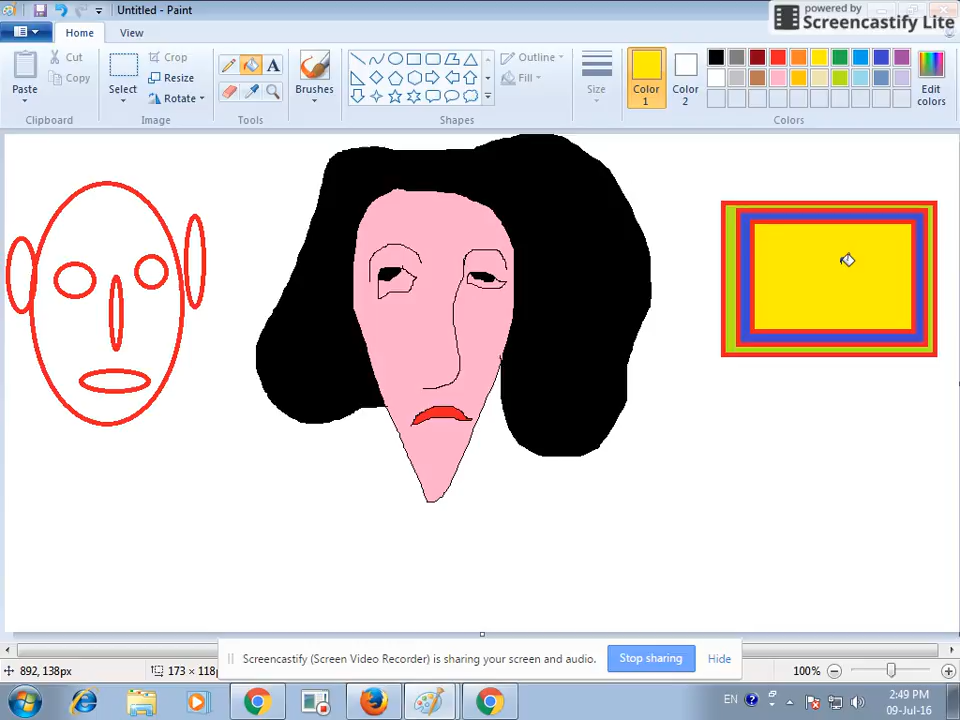 Untitled - Paint
powered by
Screencastify Lite
Home
View
Paste
Cut
Copy
Clipboard
Select
Crop
Resize
Rotate
Image
A
Tools
Brushes
Shapes
Outline
Fill
Size
Color
1
Color
2
Edit
colors
Colors
Screencastify (Screen Video Recorder) is sharing your screen and audio.
Stop sharing
Hide
892, 138px
173 × 118p
100%
EN
2:49 PM
09-Jul-16